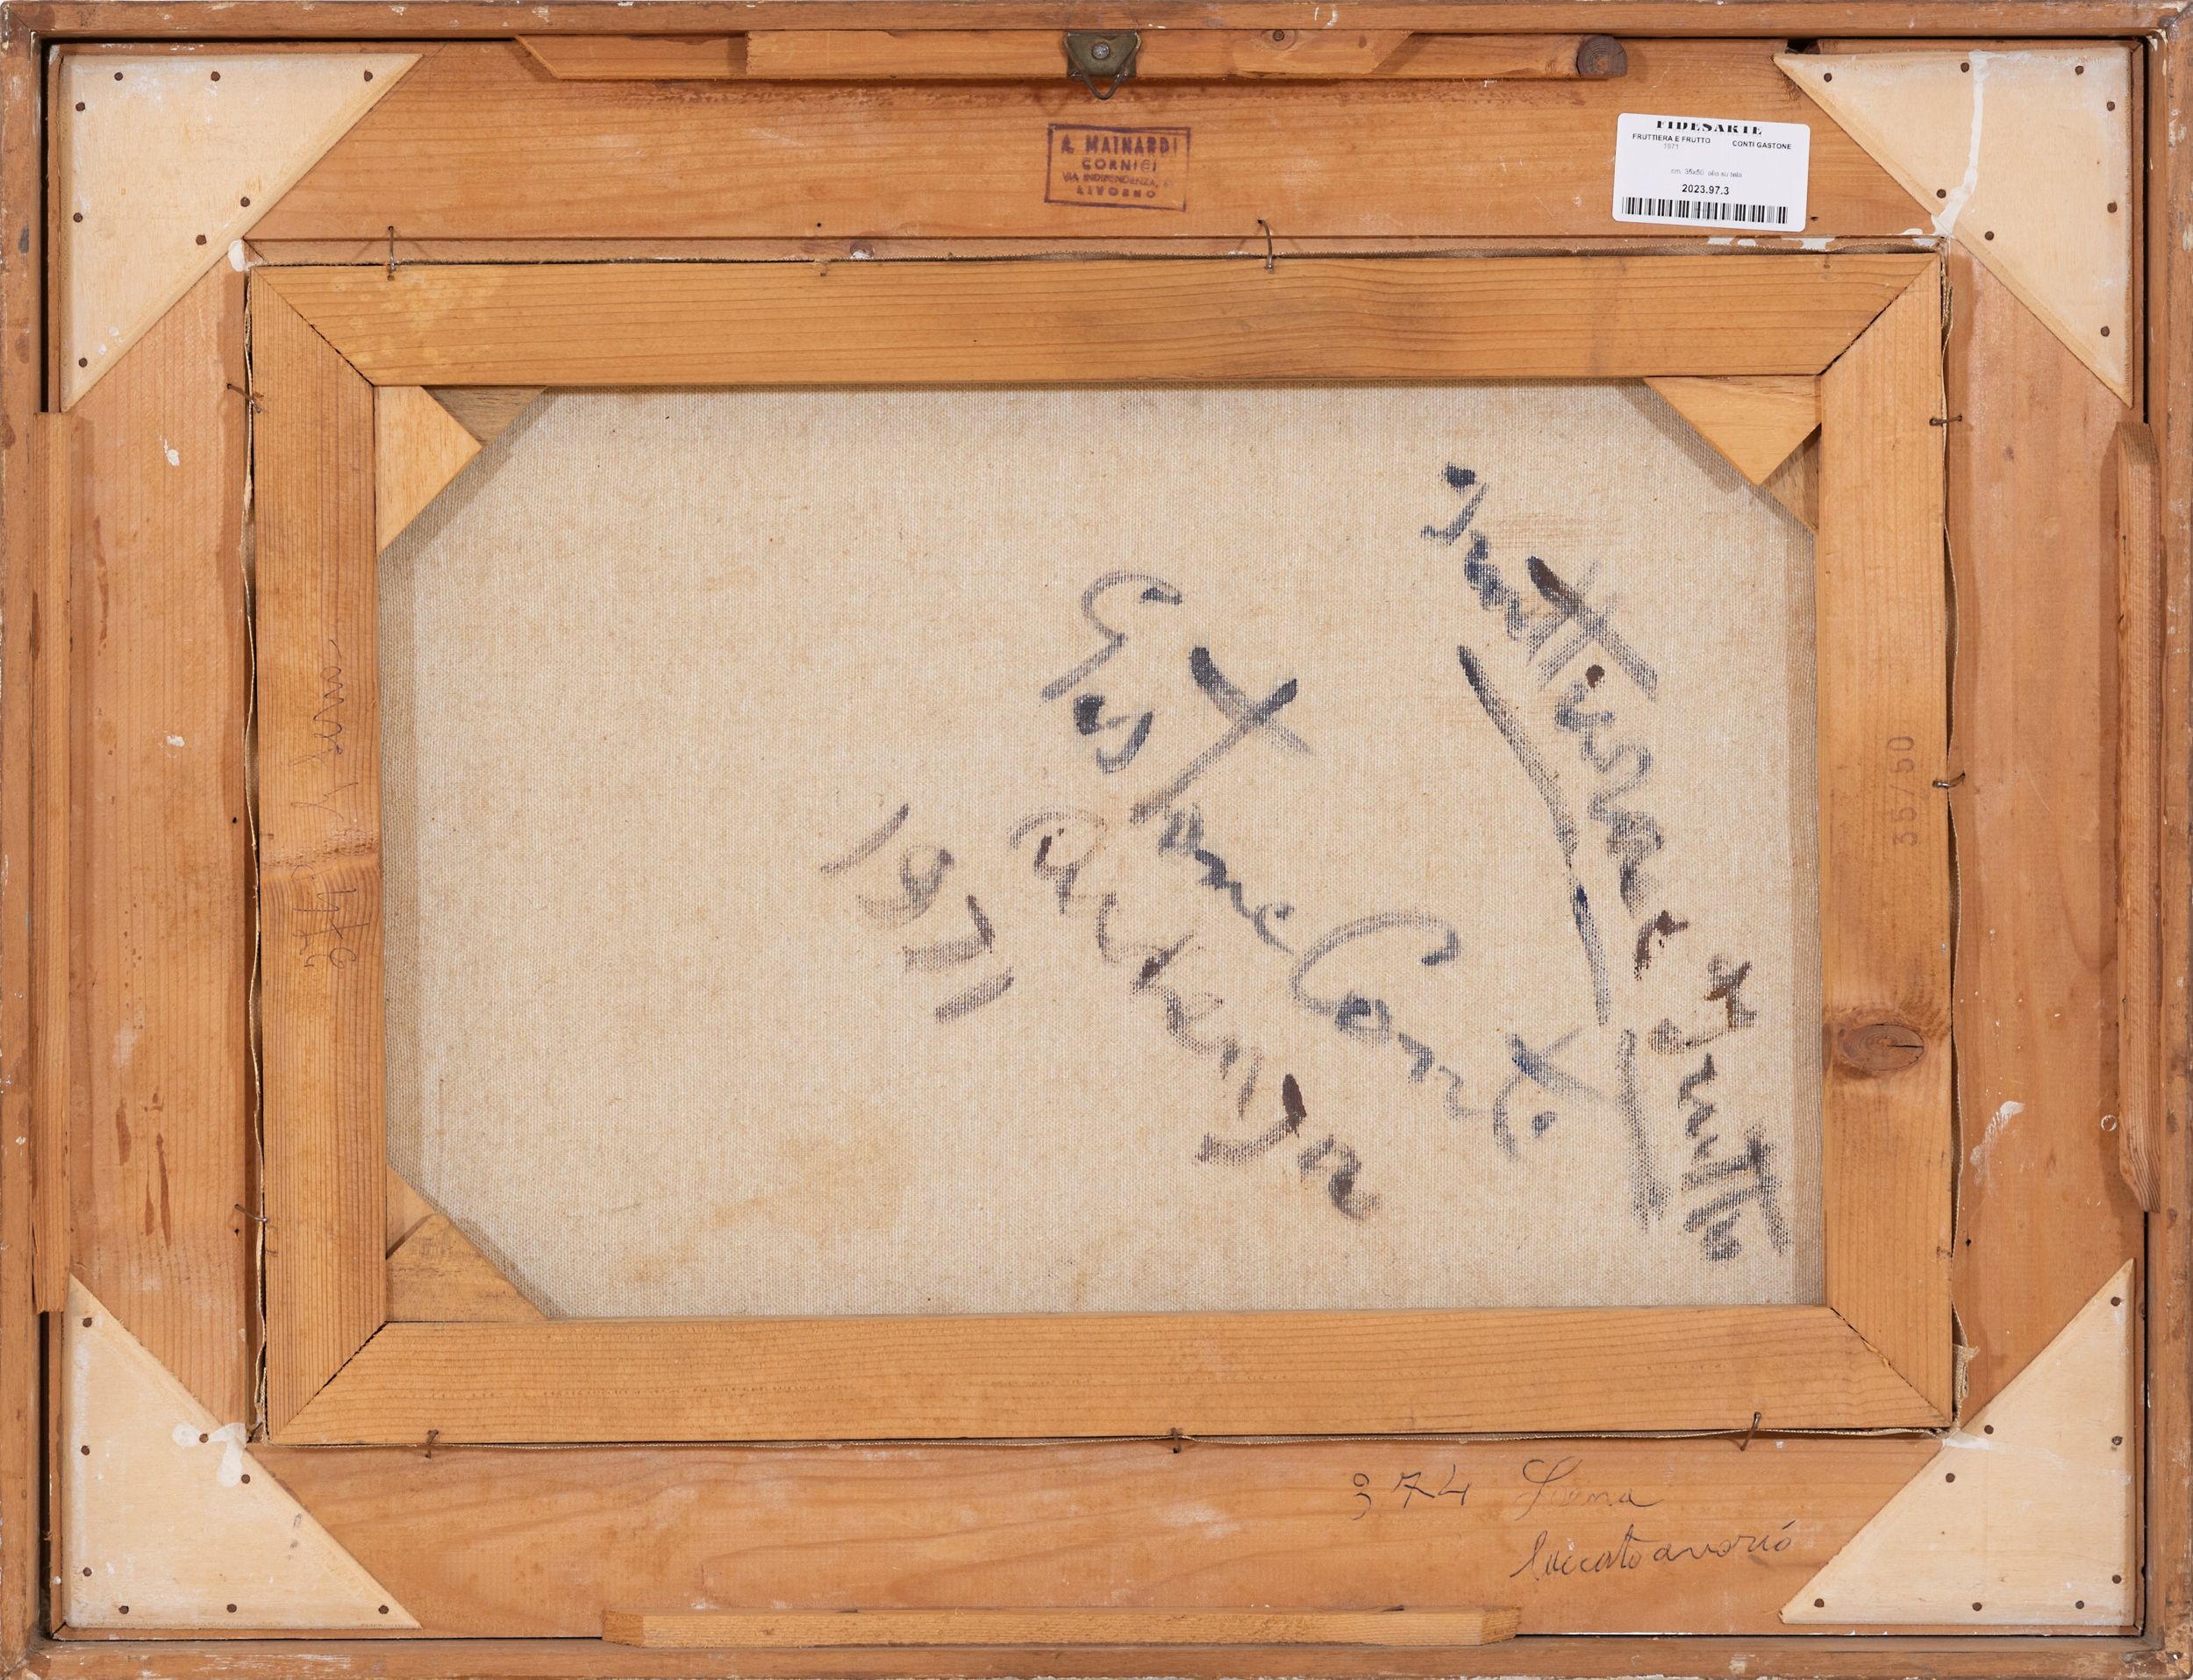 A. MAINARDI
CORNICI
VIA INDIPENDENZA,
LIVORNO
FIDESARTE
FRUTTIERA E FRUTTO CONTI GASTONE
1971
cm. 35x50 olio su tela
2023.97.3
Fruttiera e frutto
Gastone Conti
1971
35/50
374 Siena
laccato avorio